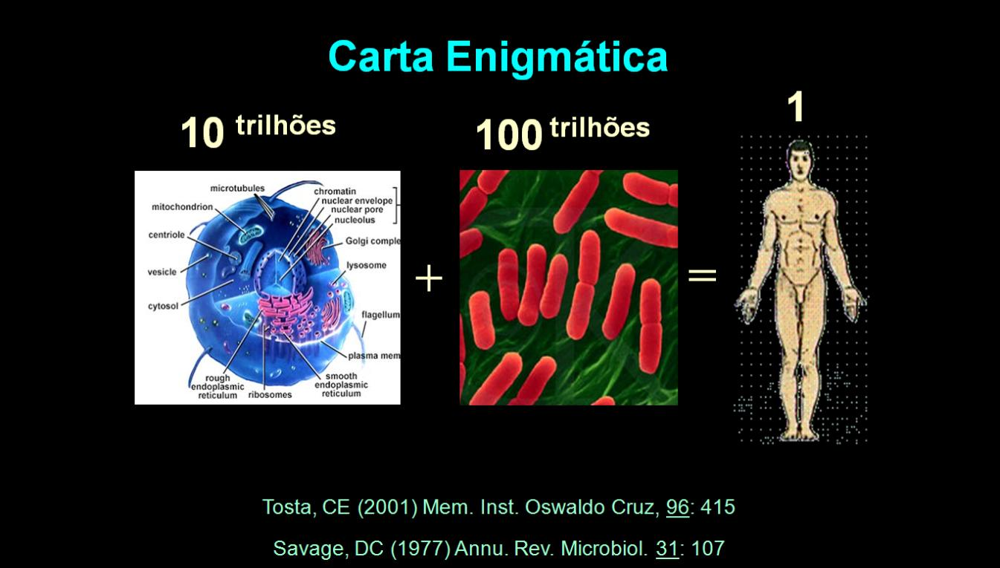 Carta Enigmática
10 trilhões
100 trilhões
1
microtubules
mitochondrion
centriole
vesicle
cytosol
chromatin
nuclear envelope
nuclear pore
nucleolus
Golgi comple
lysosome
flagellum
plasma mem
rough
endoplasmic
reticulum
ribosomes
smooth
endoplasmic
reticulum
+
=
Tosta, CE (2001) Mem. Inst. Oswaldo Cruz, 96: 415
Savage, DC (1977) Annu. Rev. Microbiol. 31: 107